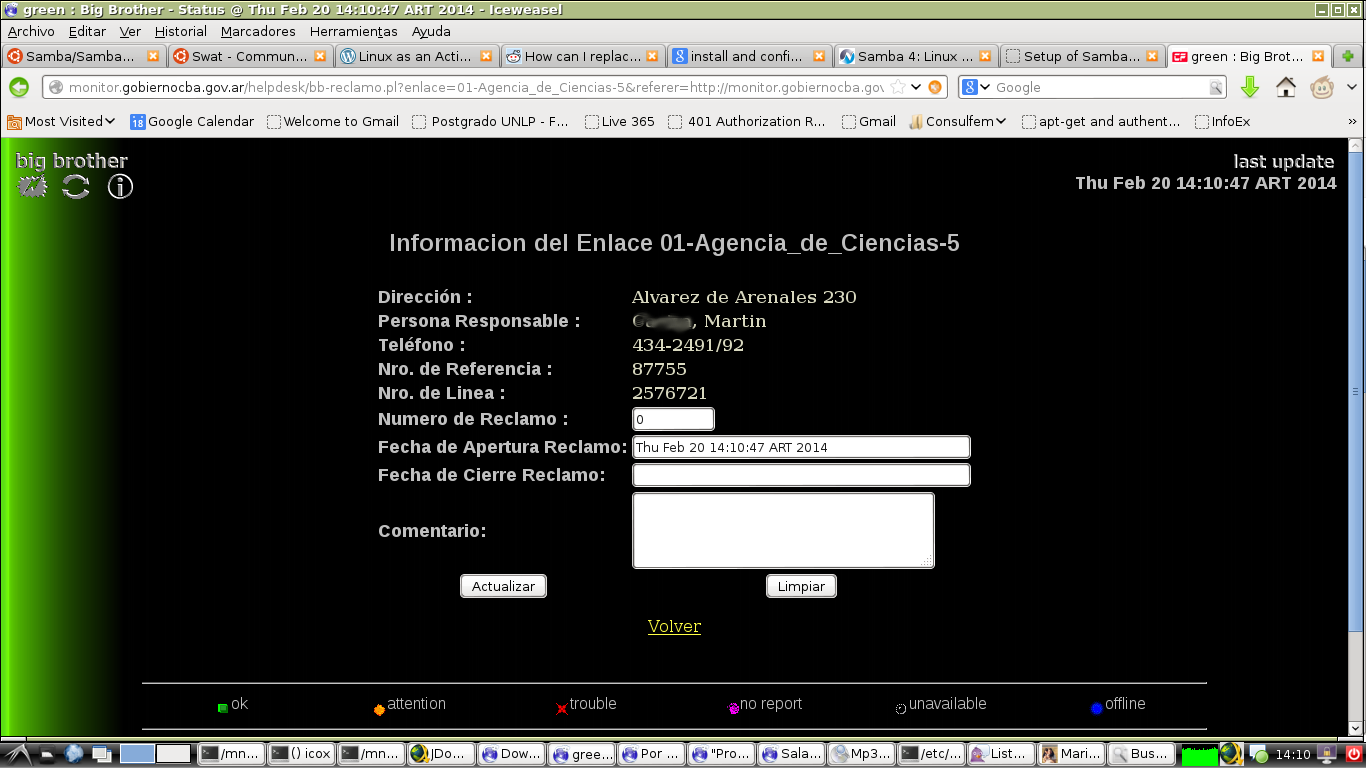 green : Big Brother - Status @ Thu Feb 20 14:10:47 ART 2014 - Iceweasel
Archivo Editar Ver Historial Marcadores Herramientas Ayuda
Samba/Samba... Swat - Commun... Linux as an Acti... How can I replac... install and confi... Samba 4: Linux ... Setup of Samba... green : Big Brot...
monitor.gobiernocba.gov.ar/helpdesk/bb-reclamo.pl?enlace=01-Agencia_de_Ciencias-5&referer=http://monitor.gobiernocba.gov Google
Most Visited 18 Google Calendar Welcome to Gmail Postgrado UNLP - F... Live 365 401 Authorization R... Gmail Consulfem apt-get and authent... InfoEx »
big brother
last update
Thu Feb 20 14:10:47 ART 2014
Informacion del Enlace 01-Agencia_de_Ciencias-5
Dirección : Alvarez de Arenales 230
Persona Responsable : , Martin
Teléfono : 434-2491/92
Nro. de Referencia : 87755
Nro. de Linea : 2576721
Numero de Reclamo : 0
Fecha de Apertura Reclamo: Thu Feb 20 14:10:47 ART 2014
Fecha de Cierre Reclamo:
Comentario:
Actualizar Limpiar
Volver
ok attention trouble no report unavailable offline
/mn... () icox /mn... JDo... Dow... gree... Por ... "Pro... Sala... Mp3... /etc/... List... Mari... Bus... 14:10